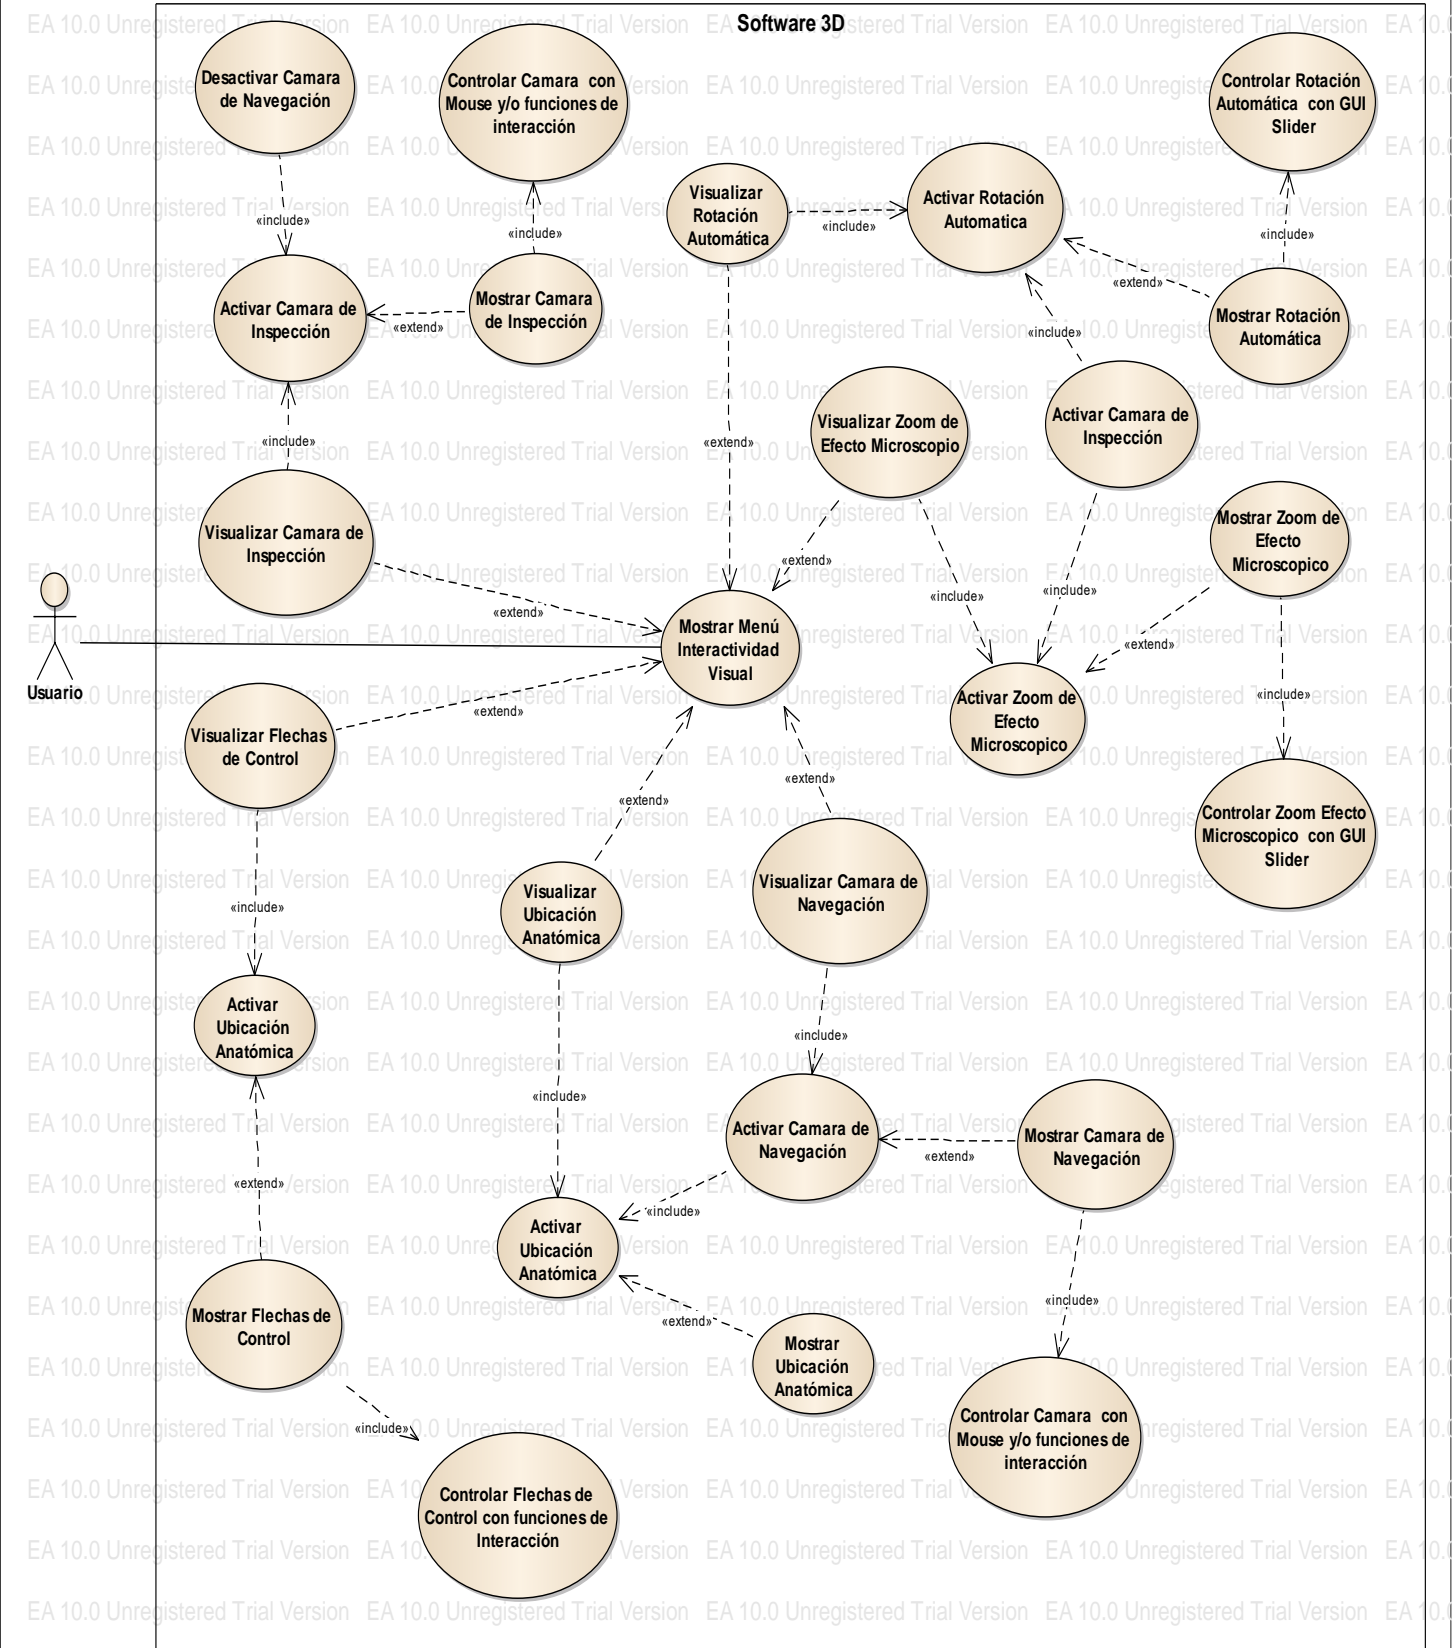 Software 3D
Desactivar Camara
de Navegación
Controlar Camara con
Mouse y/o funciones de
interacción
Controlar Rotación
Automática con GUI
Slider
Visualizar
Rotación
Automática
«include»
Activar Rotación
Automatica
«include»
«include»
«include»
Activar Camara de
Inspección
«extend»
Mostrar Camara
de Inspección
«extend»
Mostrar Rotación
Automática
«include»
«include»
«extend»
Visualizar Zoom de
Efecto Microscopio
Activar Camara de
Inspección
Visualizar Camara de
Inspección
Mostrar Zoom de
Efecto
Microscopico
«extend»
«include»
«include»
«extend»
Usuario
Mostrar Menú
Interactividad
Visual
«extend»
«extend»
«include»
Activar Zoom de
Efecto
Microscopico
Visualizar Flechas
de Control
«extend»
«extend»
Controlar Zoom Efecto
Microscopico con GUI
Slider
«include»
Visualizar
Ubicación
Anatómica
Visualizar Camara de
Navegación
Activar
Ubicación
Anatómica
«include»
«include»
Activar Camara de
Navegación
«extend»
Mostrar Camara de
Navegación
«extend»
«include»
Activar
Ubicación
Anatómica
«extend»
«include»
Mostrar Flechas de
Control
Mostrar
Ubicación
Anatómica
«include»
Controlar Camara con
Mouse y/o funciones de
interacción
Controlar Flechas de
Control con funciones de
Interacción
EA 10.0 Unregistered Trial Version